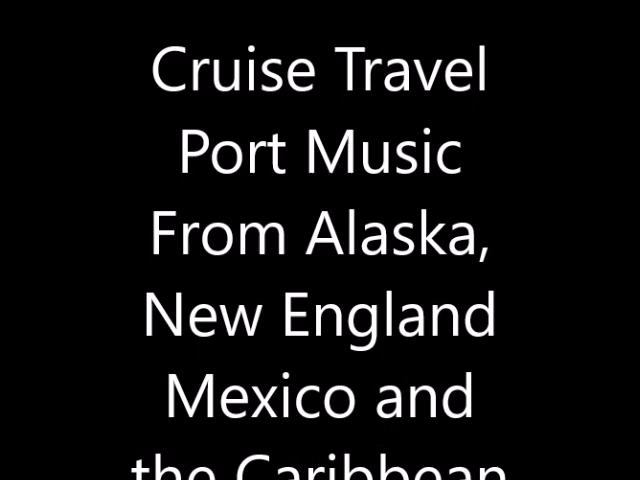 Cruise Travel
Port Music
From Alaska,
New England
Mexico and
the Caribbean